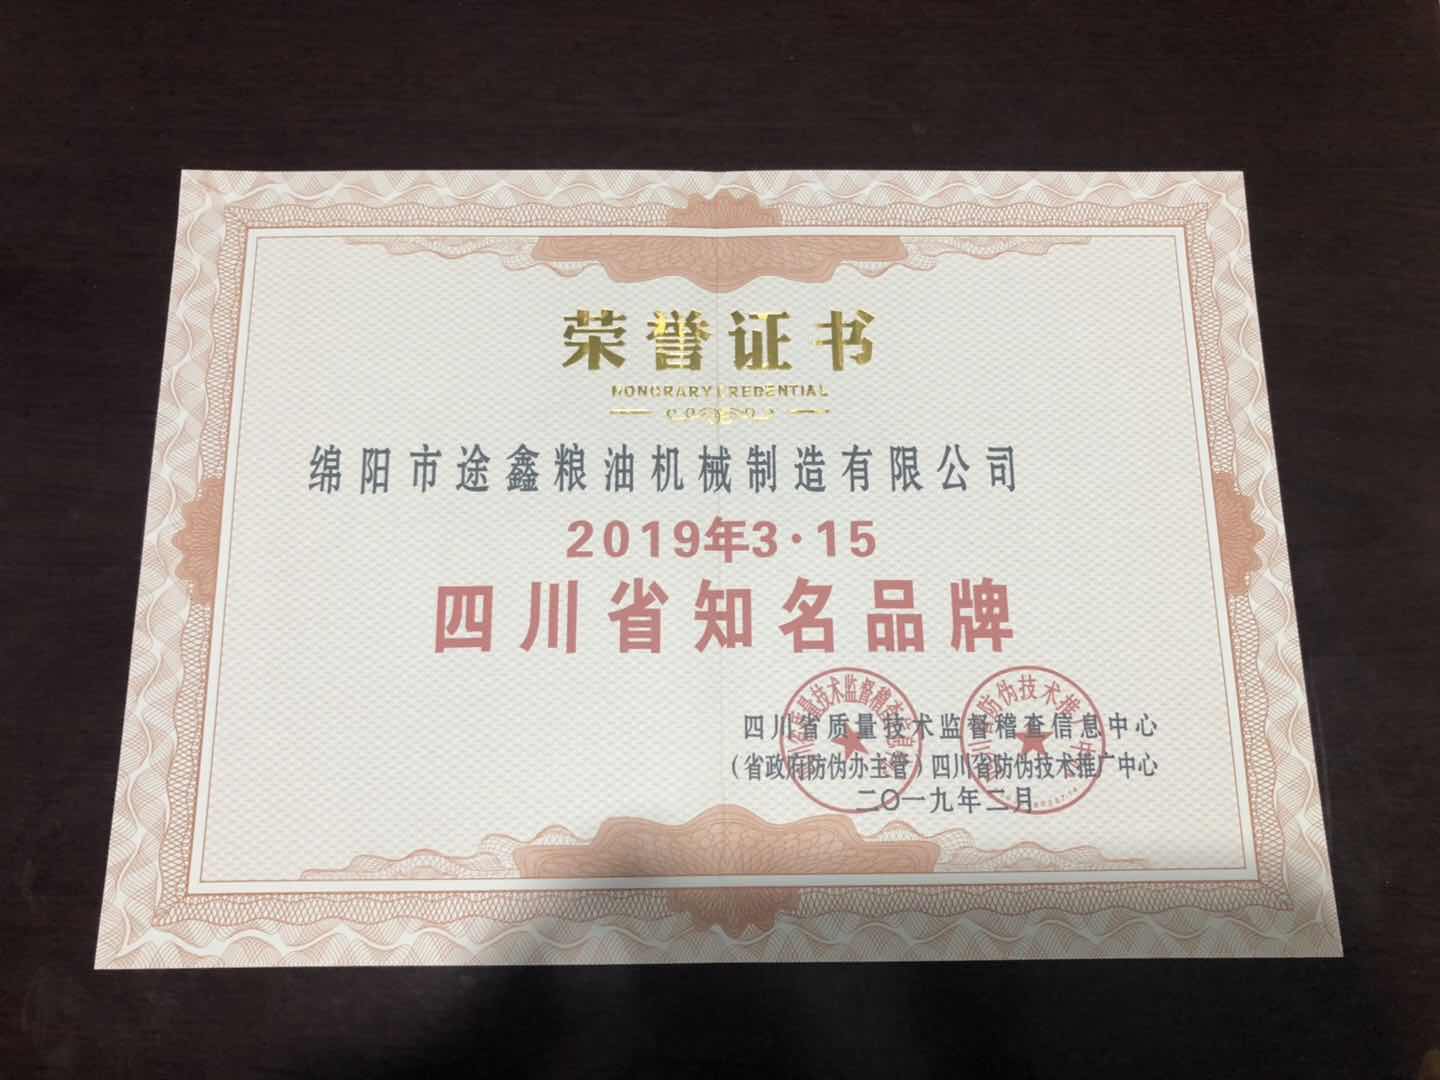 荣誉证书
HONORARY CREDENTIAL
绵阳市途鑫粮油机械制造有限公司
2019年3·15
四川省知名品牌
四川省质量技术监督稽查信息中心
(省政府防伪办主管)四川省防伪技术推广中心
二〇一九年二月